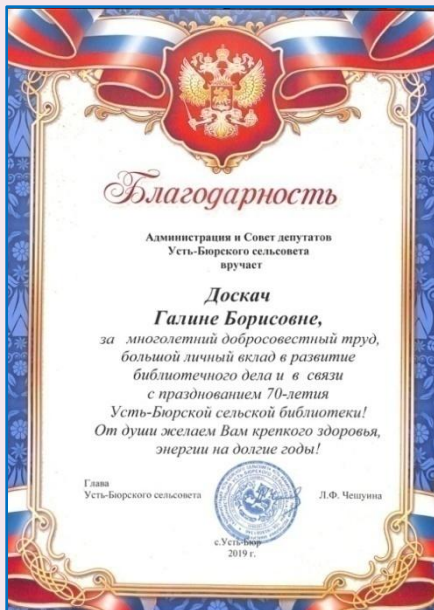 Благодарность
Администрация и Совет депутатов
Усть-Бюрского сельсовета
вручает
Доскач
Галине Борисовне,
за многолетний добросовестный труд,
большой личный вклад в развитие
библиотечного дела и в связи
с празднованием 70-летия
Усть-Бюрской сельской библиотеки!
От души желаем Вам крепкого здоровья,
энергии на долгие годы!
Глава
Усть-Бюрского сельсовета Л.Ф. Чешуина
с.Усть-Бюр
2019 г.